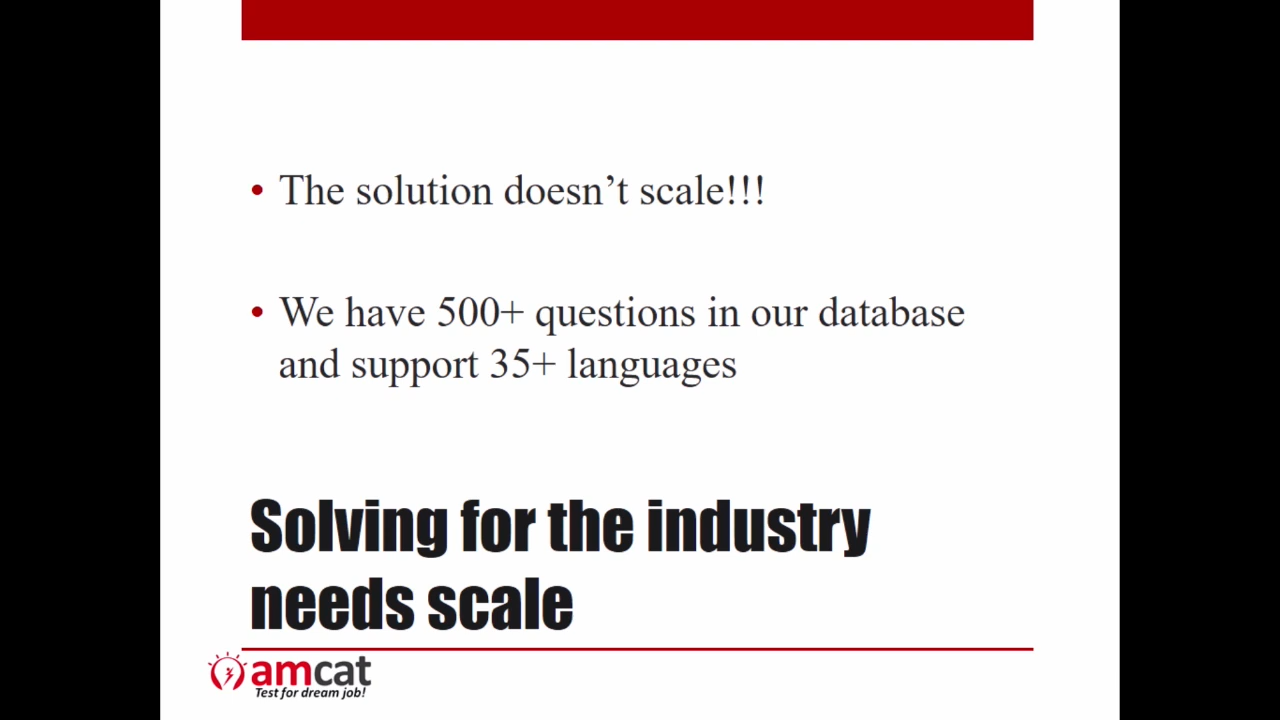 • The solution doesn’t scale!!!
• We have 500+ questions in our database
and support 35+ languages
Solving for the industry
needs scale
amcat
Test for dream job!